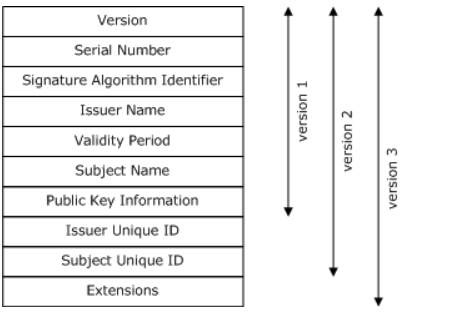 Version
Serial Number
Signature Algorithm Identifier
Issuer Name
Validity Period
Subject Name
Public Key Information
Issuer Unique ID
Subject Unique ID
Extensions
version 1
version 2
version 3